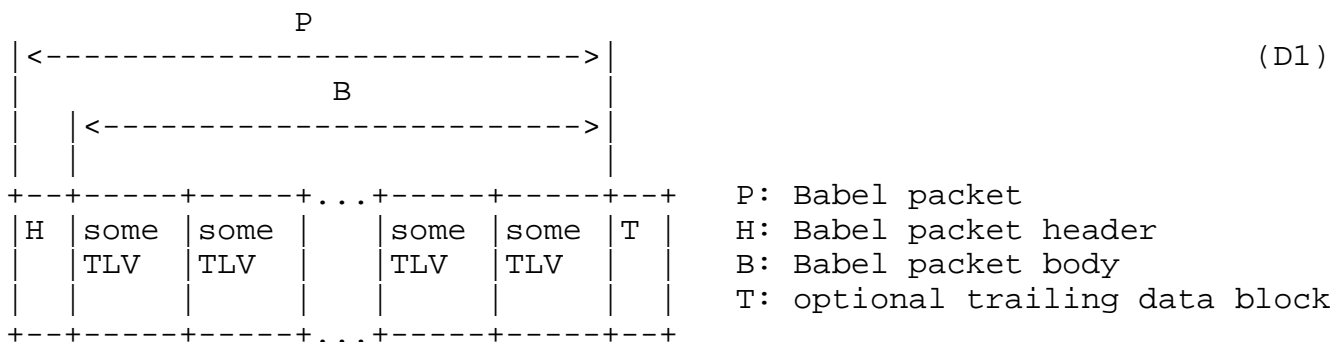 P
|<----------------------------->|                                  (D1)
|                B              |
|  |<-------------------------->|
|  |                            |
+--+-----+-----+...+-----+-----+--+   P: Babel packet
|H |some |some |   |some |some |T |   H: Babel packet header
|  |TLV  |TLV  |   |TLV  |TLV  |  |   B: Babel packet body
|  |     |     |   |     |     |  |   T: optional trailing data block
+--+-----+-----+...+-----+-----+--+